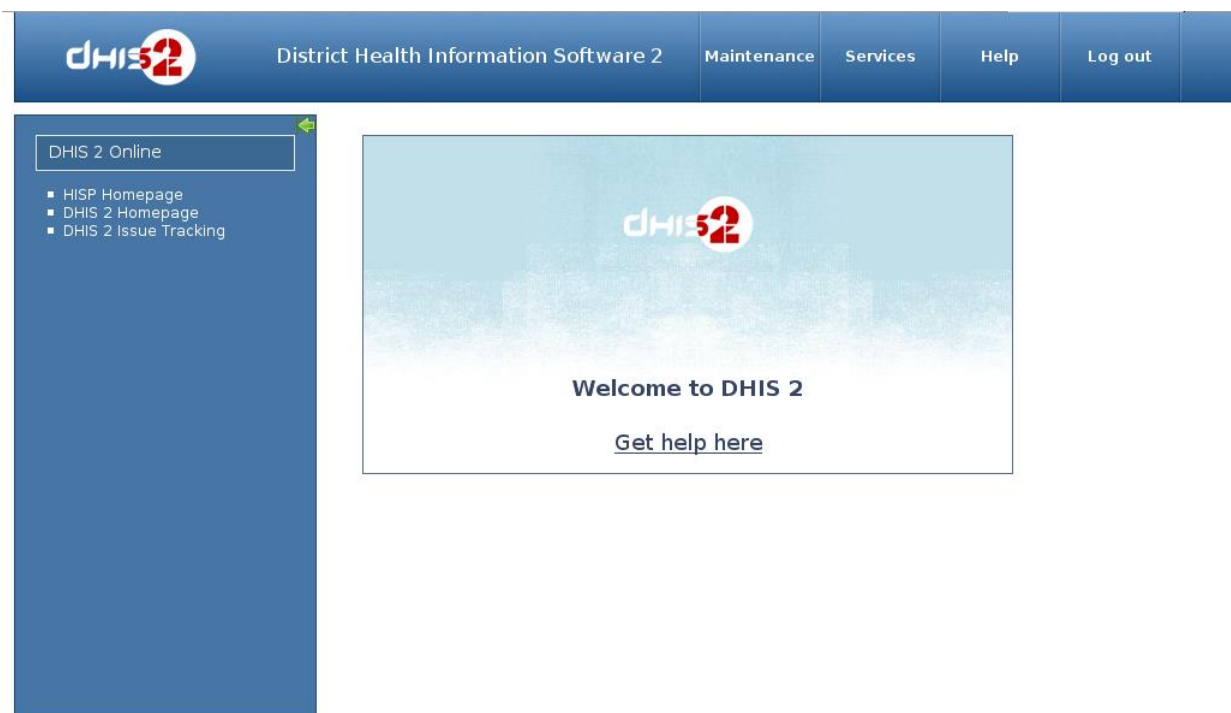 dHIS2
District Health Information Software 2 Maintenance Services Help Log out
DHIS 2 Online
HISP Homepage
DHIS 2 Homepage
DHIS 2 Issue Tracking
dHIS2
Welcome to DHIS 2
Get help here